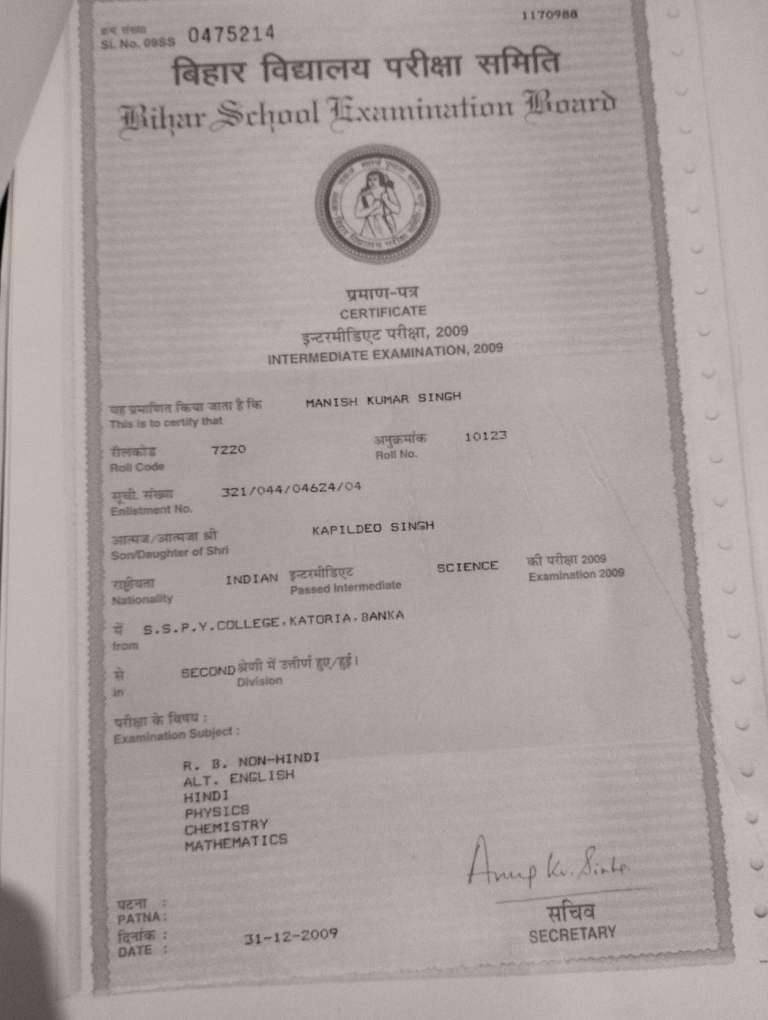 1170988
क्रम संख्या
Sl. No. 09SS 0475214
बिहार विद्यालय परीक्षा समिति
Bihar School Examination Board
प्रमाण-पत्र
CERTIFICATE
इन्टरमीडिएट परीक्षा, 2009
INTERMEDIATE EXAMINATION, 2009
यह प्रमाणित किया जाता है कि MANISH KUMAR SINGH
This is to certify that
रौलकोड 7220 अनुक्रमांक 10123
Roll Code Roll No.
सूची. संख्या 321/044/04624/04
Enlistment No.
आत्मज/आत्मजा श्री KAPILDEO SINGH
Son/Daughter of Shri
राष्ट्रीयता INDIAN इन्टरमीडिएट SCIENCE की परीक्षा 2009
Nationality Passed Intermediate Examination 2009
में S.S.P.Y.COLLEGE,KATORIA,BANKA
from
से SECOND श्रेणी में उत्तीर्ण हुए/हुई।
in Division
परीक्षा के विषय :
Examination Subject :
R. B. NON-HINDI
ALT. ENGLISH
HINDI
PHYSICS
CHEMISTRY
MATHEMATICS
Anup Kr. Sinha
पटना :
PATNA :
सचिव
दिनांक :
SECRETARY
DATE : 31-12-2009